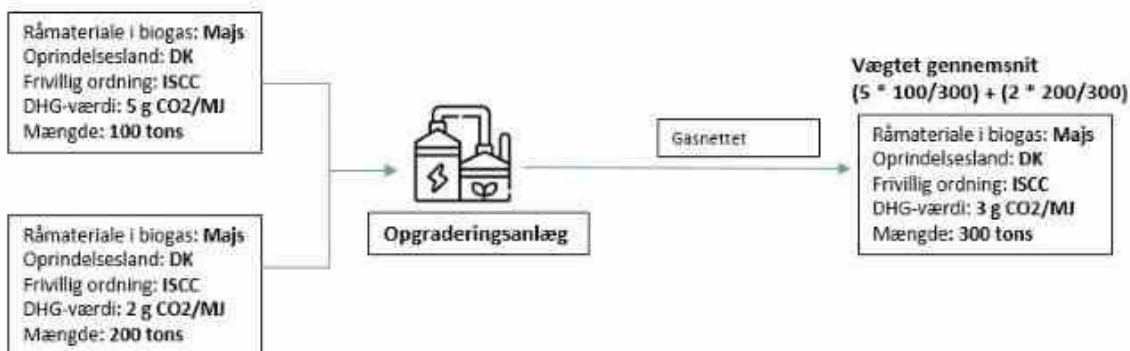 Råmateriale i biogas: Majs
Oprindelsesland: DK
Frivillig ordning: ISCC
DHG-værdi: 5 g CO2/MJ
Mængde: 100 tons
Råmateriale i biogas: Majs
Oprindelsesland: DK
Frivillig ordning: ISCC
DHG-værdi: 2 g CO2/MJ
Mængde: 200 tons
Opgraderingsanlæg
Gasnettet
Vægtet gennemsnit
(5 * 100/300) + (2 * 200/300)
Råmateriale i biogas: Majs
Oprindelsesland: DK
Frivillig ordning: ISCC
DHG-værdi: 3 g CO2/MJ
Mængde: 300 tons